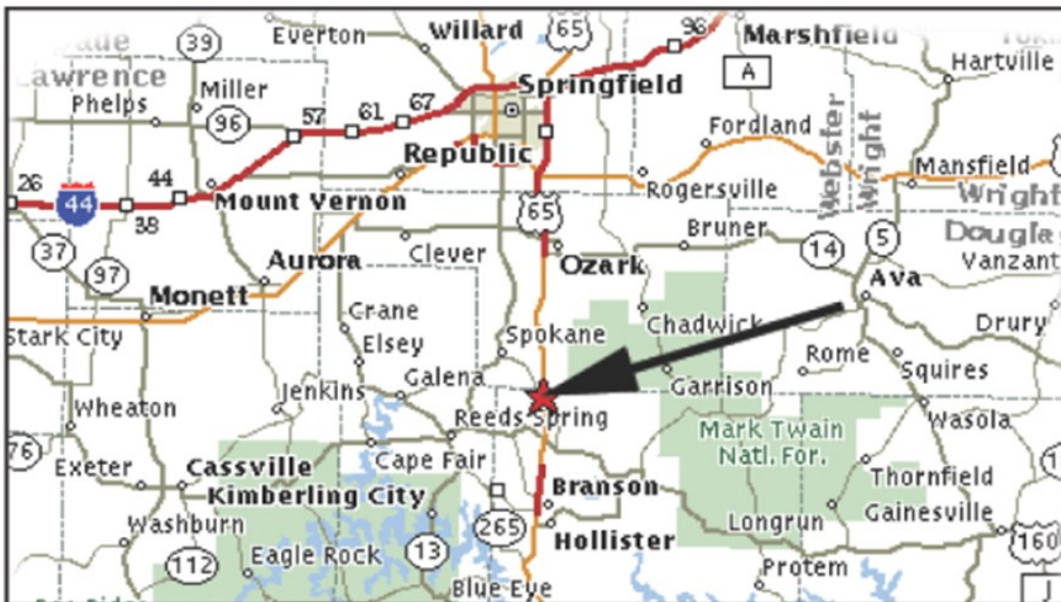 Everton
Willard
65
96
Marshfield
39
ade
Lawrence
Miller
Phelps
96
57
61
67
Springfield
A
Hartville
Fordland
Webster
Wright
Republic
Rogersville
Mansfield
Wright
26
44
44
38
Mount Vernon
65
Bruner
14
5
Dougla
Vanzant
37
97
Clever
Aurora
Ozark
Ava
Monett
Crane
Chadwick
Stark City
Spokane
Drury
Elsey
Rome
Squires
Galena
Garrison
Jenkins
Wheaton
Reeds Spring
Mark Twain
Natl. For.
Wasola
76
Exeter
Cassville
Cape Fair
Thornfield
Kimberling City
Branson
Gainesville
Washburn
265
Longrun
Hollister
160
112
Eagle Rock
13
Protem
Blue Eye
J